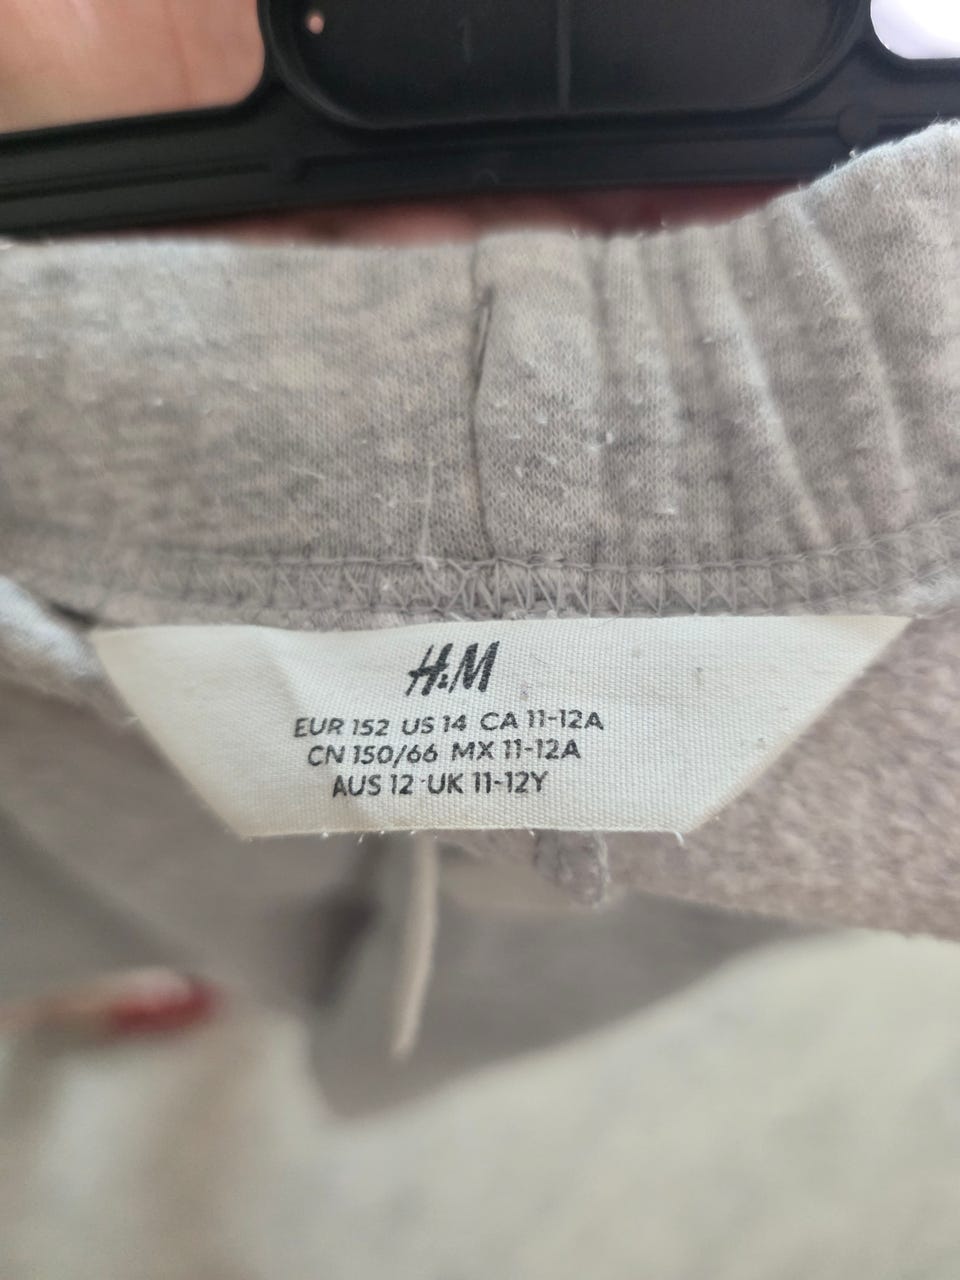 H&M
EUR 152 US 14 CA 11-12A
CN 150/66 MX 11-12A
AUS 12 UK 11-12Y